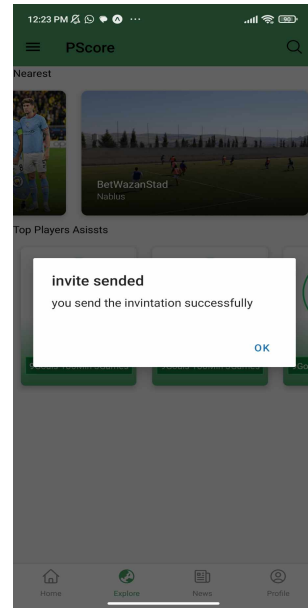 12:23 PM
90
PScore
Nearest
BetWazanStad
Nablus
Top Players Asissts
invite sended
you send the invintation successfully
OK
Home
Explore
News
Profile